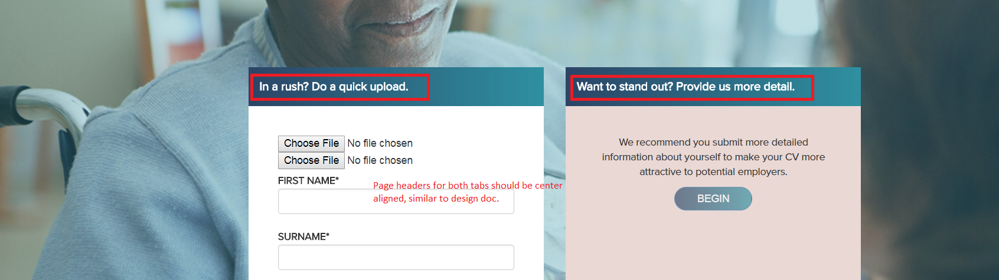 In a rush? Do a quick upload.
Choose File No file chosen
Choose File No file chosen
FIRST NAME*
Page headers for both tabs should be center
aligned, similar to design doc.
SURNAME*
Want to stand out? Provide us more detail.
We recommend you submit more detailed
information about yourself to make your CV more
attractive to potential employers.
BEGIN